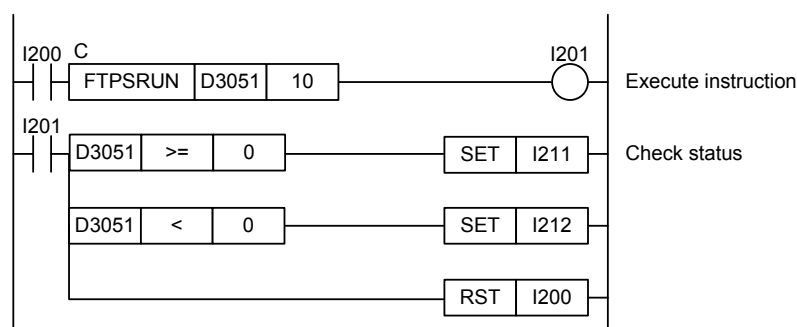 I200 C I201
FTPSRUN D3051 10 Execute instruction
I201
D3051 >= 0 SET I211 Check status
D3051 < 0 SET I212
RST I200